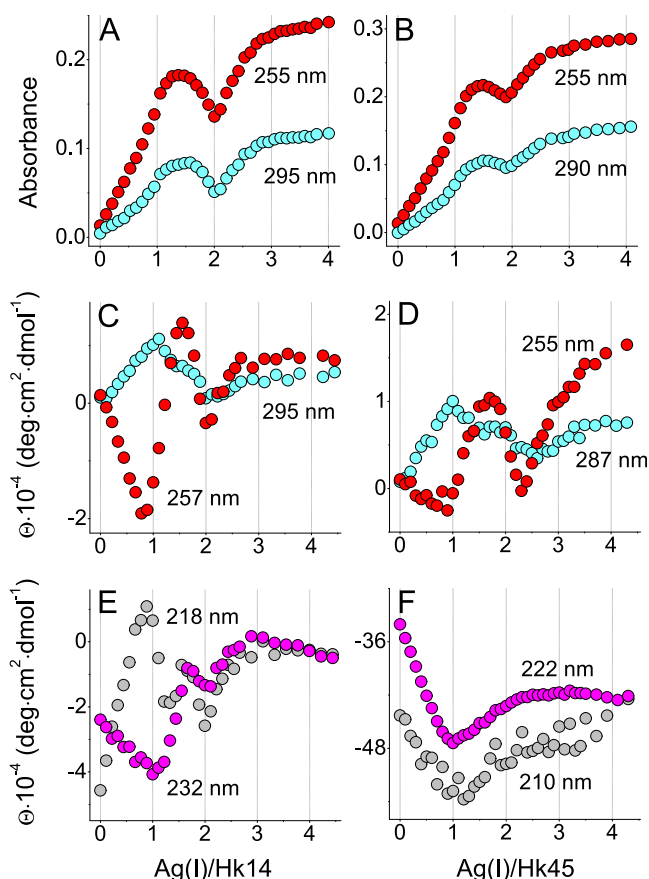 A
B
0.2
0.1
0.0
0.3
0.2
0.1
0.0
255 nm
295 nm
255 nm
290 nm
Absorbance
0 1 2 3 4
0 1 2 3 4
C
D
0
-2
2
1
0
295 nm
257 nm
255 nm
287 nm
Θ·10⁻⁴ (deg·cm²·dmol⁻¹)
0 1 2 3 4
0 1 2 3 4
E
F
0
-2
-4
-36
-48
218 nm
232 nm
222 nm
210 nm
Θ·10⁻⁴ (deg·cm²·dmol⁻¹)
0 1 2 3 4
0 1 2 3 4
Ag(I)/Hk14
Ag(I)/Hk45